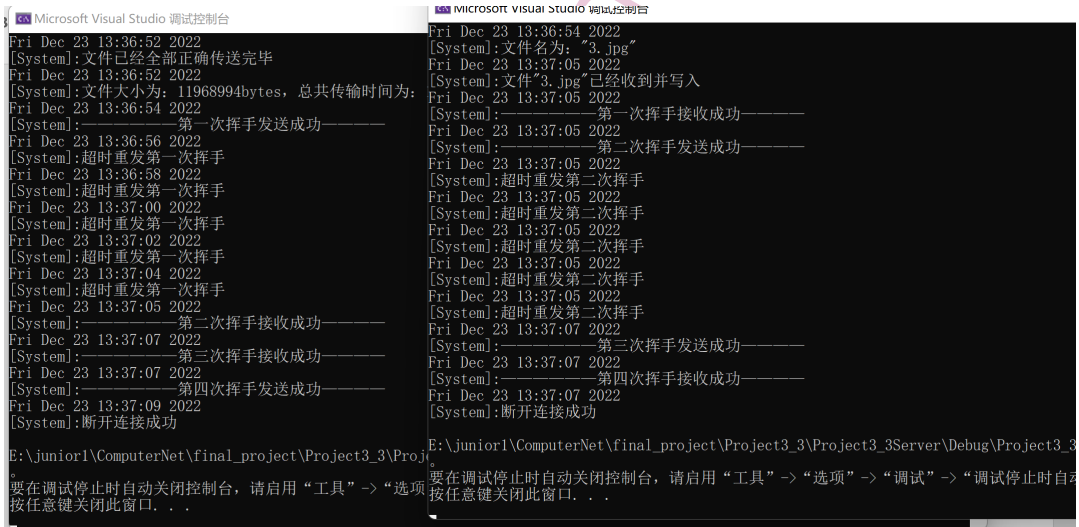 Microsoft Visual Studio 调试控制台
Fri Dec 23 13:36:52 2022
[System]:文件已经全部正确传送完毕
Fri Dec 23 13:36:52 2022
[System]:文件大小为: 11968994bytes, 总共传输时间为:
Fri Dec 23 13:36:54 2022
[System]:——————第一次挥手发送成功————
Fri Dec 23 13:36:56 2022
[System]:超时重发第一次挥手
Fri Dec 23 13:36:58 2022
[System]:超时重发第一次挥手
Fri Dec 23 13:37:00 2022
[System]:超时重发第一次挥手
Fri Dec 23 13:37:02 2022
[System]:超时重发第一次挥手
Fri Dec 23 13:37:04 2022
[System]:超时重发第一次挥手
Fri Dec 23 13:37:05 2022
[System]:——————第二次挥手接收成功————
Fri Dec 23 13:37:07 2022
[System]:——————第三次挥手接收成功————
Fri Dec 23 13:37:07 2022
[System]:——————第四次挥手发送成功————
Fri Dec 23 13:37:09 2022
[System]:断开连接成功
E:\junior1\ComputerNet\final_project\Project3_3\Proj
。
要在调试停止时自动关闭控制台, 请启用“工具”->“选项
按任意键关闭此窗口. . .
Microsoft Visual Studio 调试控制台
Fri Dec 23 13:36:54 2022
[System]:文件名为: "3.jpg"
Fri Dec 23 13:37:05 2022
[System]:文件"3.jpg"已经收到并写入
Fri Dec 23 13:37:05 2022
[System]:——————第一次挥手接收成功————
Fri Dec 23 13:37:05 2022
[System]:——————第二次挥手发送成功————
Fri Dec 23 13:37:05 2022
[System]:超时重发第二次挥手
Fri Dec 23 13:37:05 2022
[System]:超时重发第二次挥手
Fri Dec 23 13:37:05 2022
[System]:超时重发第二次挥手
Fri Dec 23 13:37:05 2022
[System]:超时重发第二次挥手
Fri Dec 23 13:37:05 2022
[System]:超时重发第二次挥手
Fri Dec 23 13:37:07 2022
[System]:——————第三次挥手发送成功————
Fri Dec 23 13:37:07 2022
[System]:——————第四次挥手接收成功————
Fri Dec 23 13:37:07 2022
[System]:断开连接成功
E:\junior1\ComputerNet\final_project\Project3_3\Project3_3Server\Debug\Project3_3
。
要在调试停止时自动关闭控制台, 请启用“工具”->“选项”->“调试”->“调试停止时自动
按任意键关闭此窗口. . .